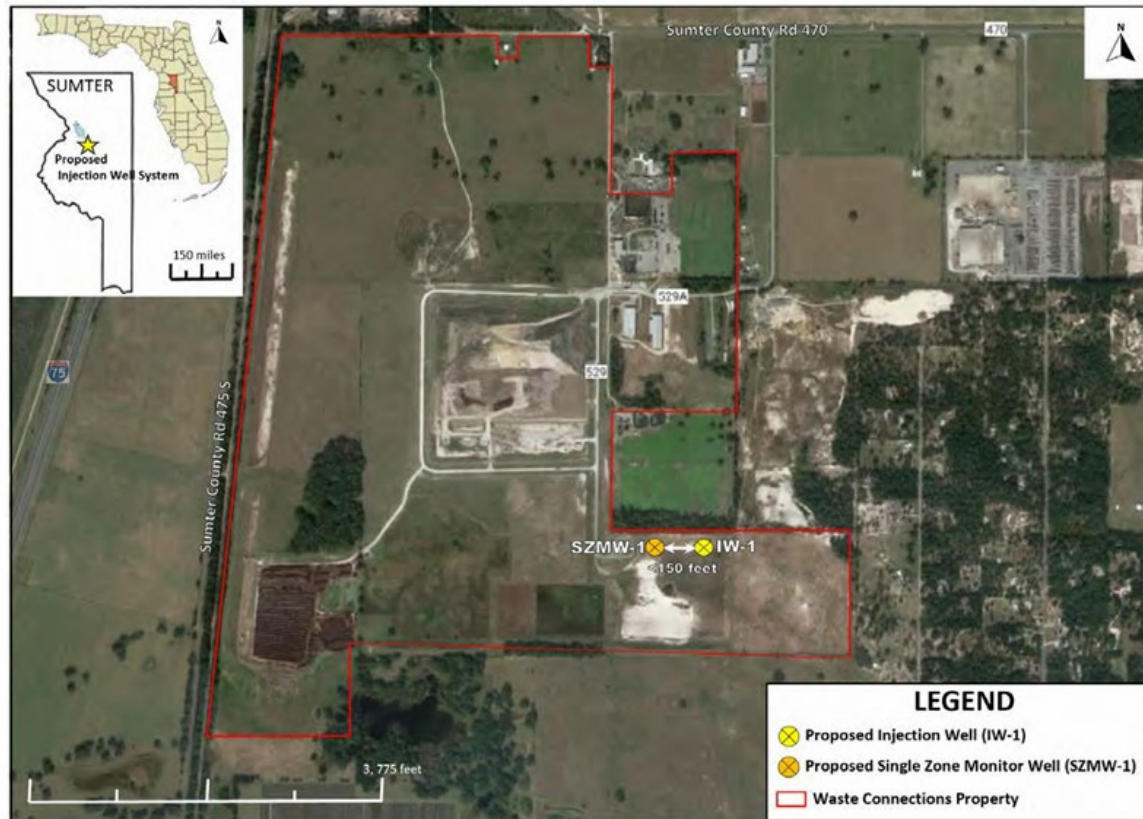 SUMTER
Proposed
Injection Well System
150 miles
N
Sumter County Rd 470
470
N
529A
529
75
Sumter County Rd 475 S
SZMW-1
IW-1
<150 feet
3, 775 feet
LEGEND
Proposed Injection Well (IW-1)
Proposed Single Zone Monitor Well (SZMW-1)
Waste Connections Property